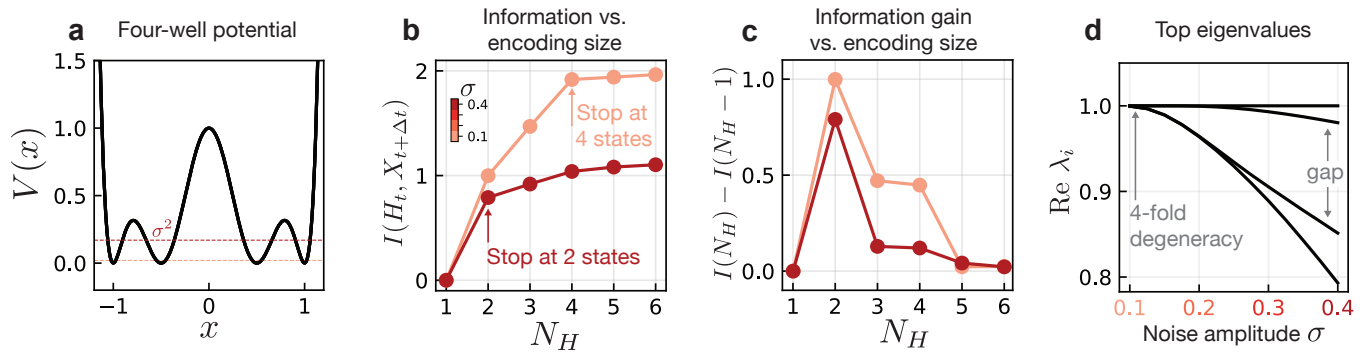 a
Four-well potential
V(x)
1.5
1.0
0.5
0.0
σ²
−1
0
1
x
b
Information vs.
encoding size
I(H_t, X_{t+Δt})
2
1
0
σ
0.4
0.1
Stop at
4 states
Stop at 2 states
1 2 3 4 5 6
N_H
c
Information gain
vs. encoding size
I(N_H) − I(N_H − 1)
1.0
0.5
0.0
1 2 3 4 5 6
N_H
d
Top eigenvalues
Re λ_i
1.0
0.9
0.8
4-fold
degeneracy
gap
0.1 0.2 0.3 0.4
Noise amplitude σ